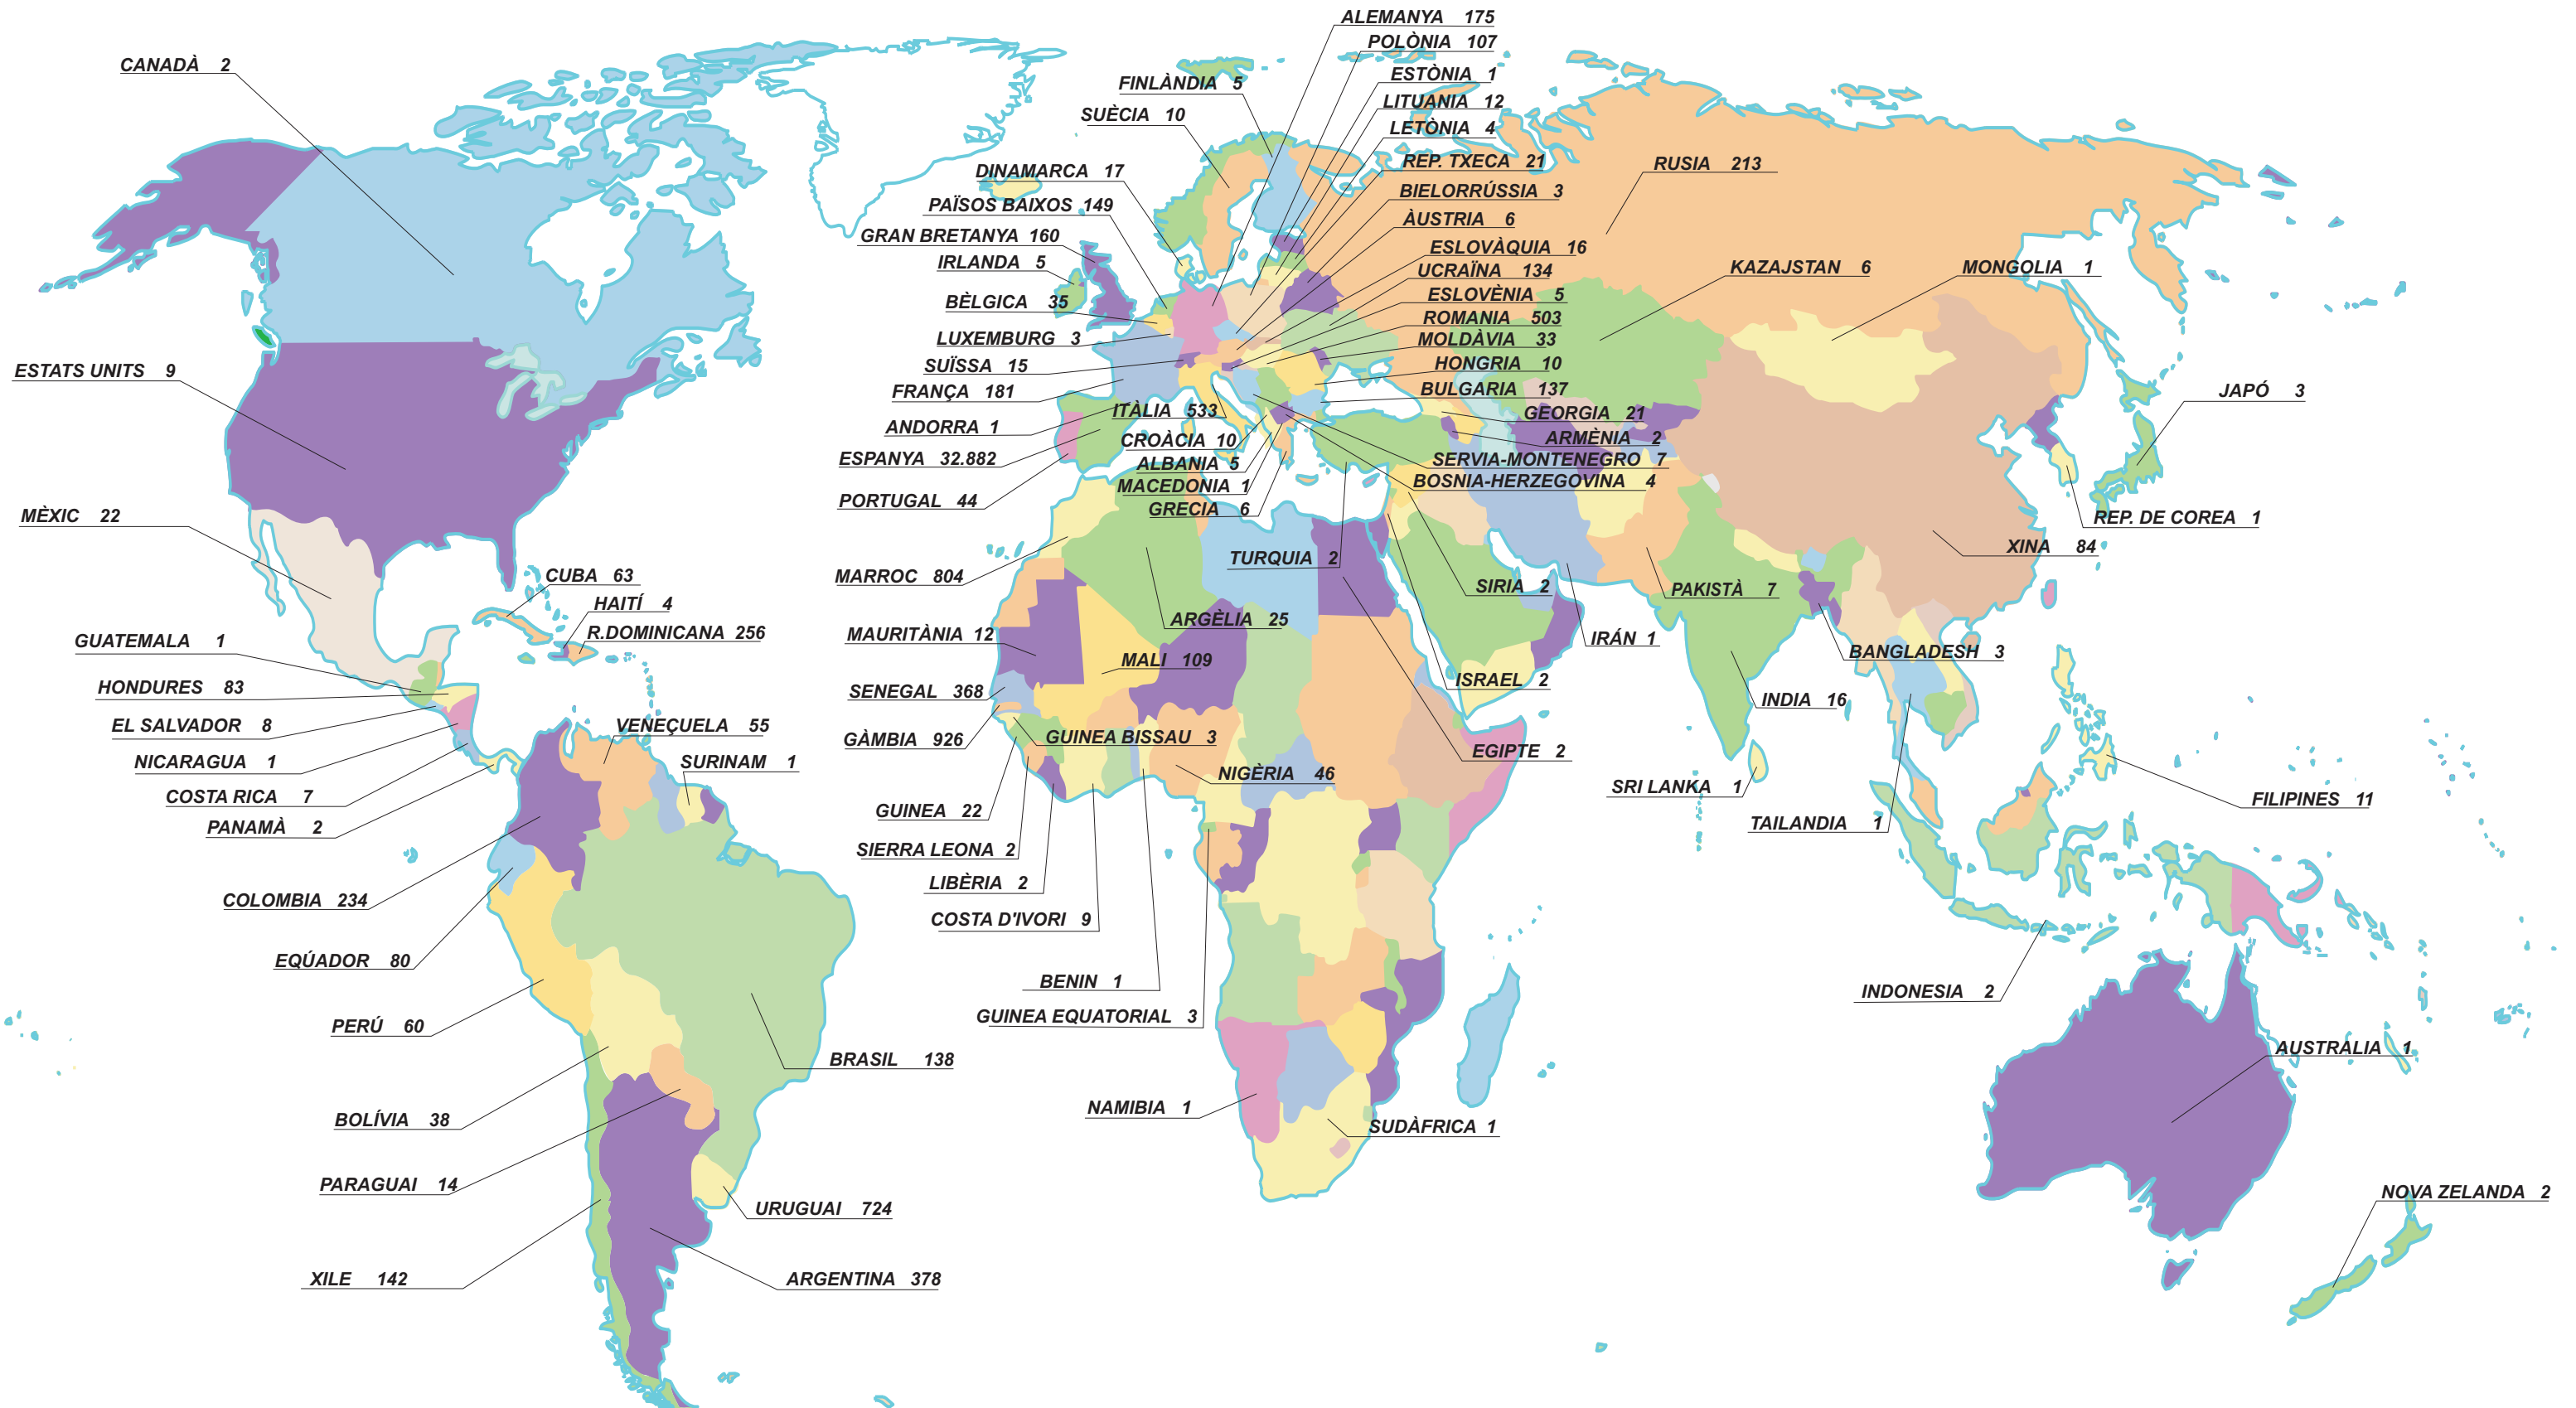 ALEMANYA 175
POLÒNIA 107
ESTÒNIA 1
LITUANIA 12
LETÒNIA 4
REP. TXECA 21
BIELORRÚSSIA 3
ÀUSTRIA 6
ESLOVÀQUIA 16
UCRAÏNA 134
ESLOVÈNIA 5
ROMANIA 503
MOLDÀVIA 33
HONGRIA 10
BULGARIA 137
GEORGIA 21
ARMÈNIA 2
SERVIA-MONTENEGRO 7
BOSNIA-HERZEGOVINA 4
CANADÀ 2
ESTATS UNITS 9
MÈXIC 22
CUBA 63
HAITÍ 4
R.DOMINICANA 256
GUATEMALA 1
HONDURES 83
EL SALVADOR 8
NICARAGUA 1
COSTA RICA 7
PANAMÀ 2
VENEÇUELA 55
SURINAM 1
COLOMBIA 234
EQÚADOR 80
PERÚ 60
BRASIL 138
BOLÍVIA 38
PARAGUAI 14
URUGUAI 724
XILE 142
ARGENTINA 378
FINLÀNDIA 5
SUÈCIA 10
DINAMARCA 17
PAÏSOS BAIXOS 149
GRAN BRETANYA 160
IRLANDA 5
BÈLGICA 35
LUXEMBURG 3
SUÏSSA 15
FRANÇA 181
ITÀLIA 533
ANDORRA 1
CROÀCIA 10
ESPANYA 32.882
ALBANIA 5
MACEDONIA 1
PORTUGAL 44
GRECIA 6
TURQUIA 2
MARROC 804
SIRIA 2
ARGÈLIA 25
MAURITÀNIA 12
MALI 109
ISRAEL 2
SENEGAL 368
GÀMBIA 926
GUINEA BISSAU 3
EGIPTE 2
NIGÈRIA 46
GUINEA 22
SIERRA LEONA 2
LIBÈRIA 2
COSTA D'IVORI 9
BENIN 1
GUINEA EQUATORIAL 3
NAMIBIA 1
SUDÀFRICA 1
RUSIA 213
KAZAJSTAN 6
MONGOLIA 1
JAPÓ 3
REP. DE COREA 1
XINA 84
PAKISTÀ 7
IRÁN 1
BANGLADESH 3
INDIA 16
SRI LANKA 1
TAILANDIA 1
FILIPINES 11
INDONESIA 2
AUSTRALIA 1
NOVA ZELANDA 2